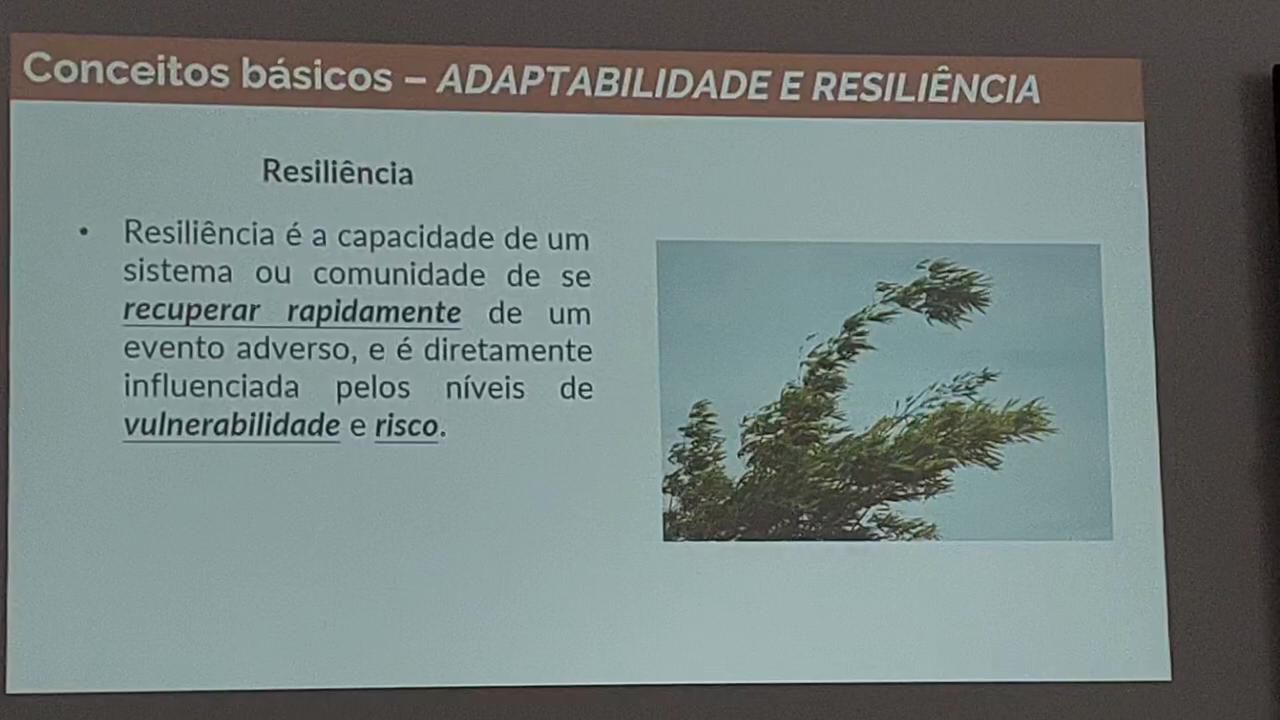 Conceitos básicos – ADAPTABILIDADE E RESILIÊNCIA
Resiliência
• Resiliência é a capacidade de um
sistema ou comunidade de se
recuperar rapidamente de um
evento adverso, e é diretamente
influenciada pelos níveis de
vulnerabilidade e risco.